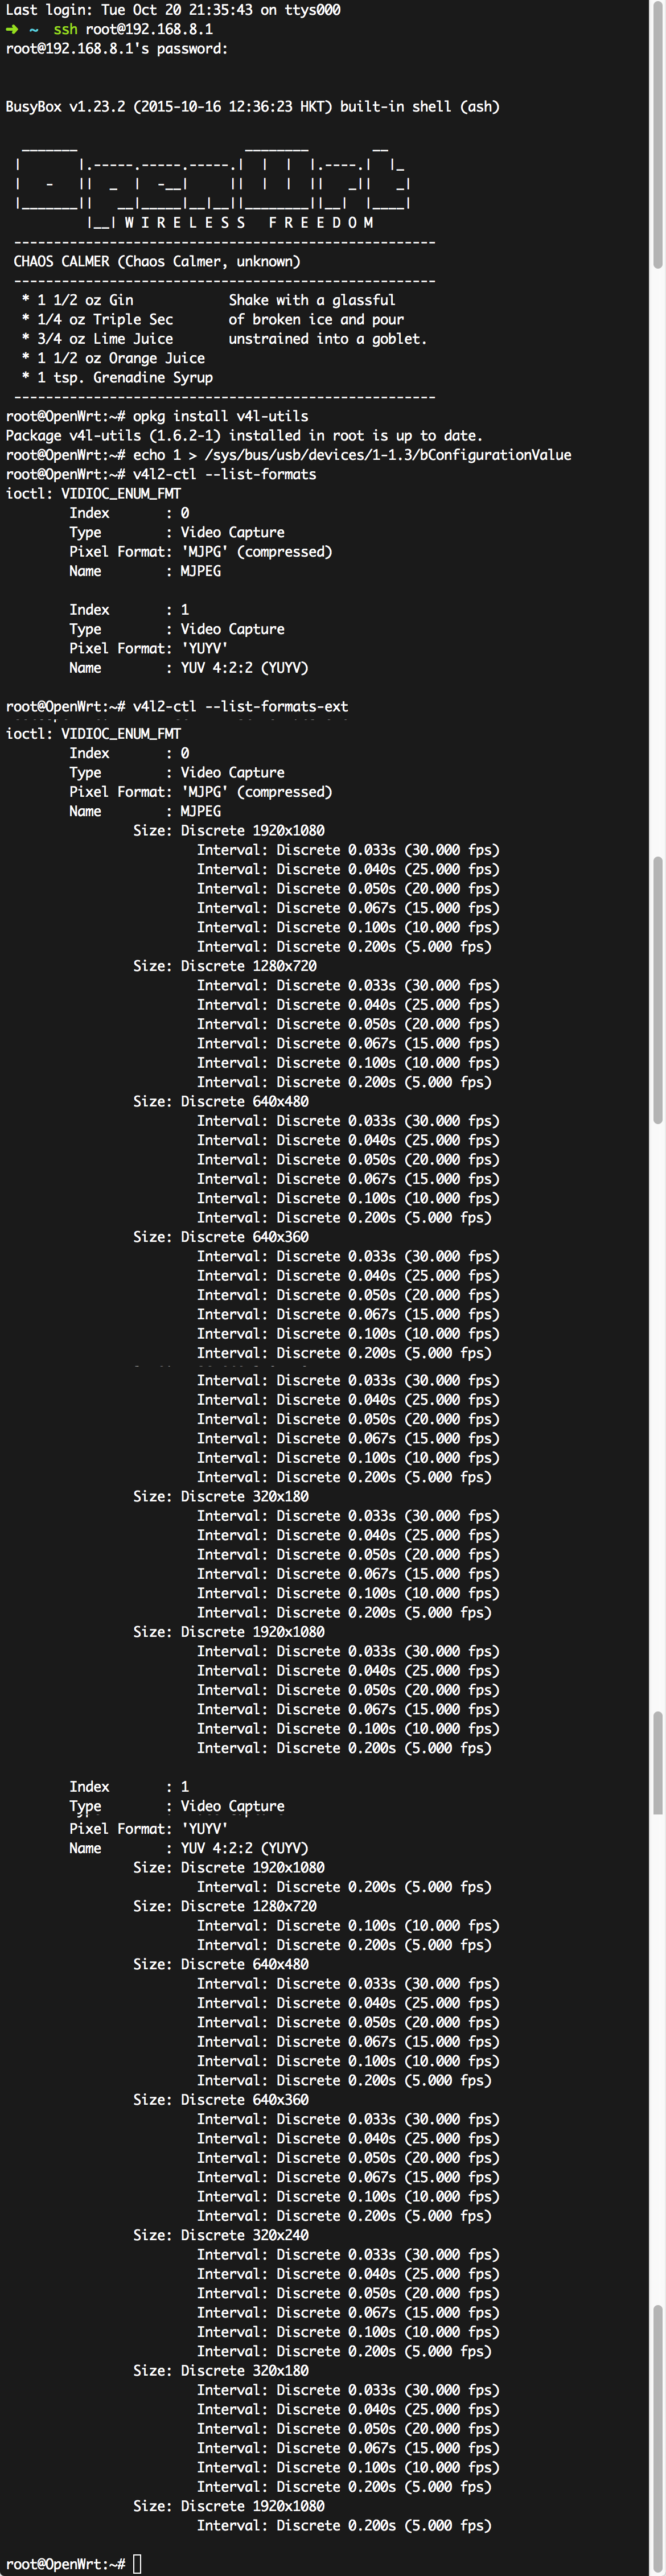 Last login: Tue Oct 20 21:35:43 on ttys000
➜ ~ ssh root@192.168.8.1
root@192.168.8.1's password:
BusyBox v1.23.2 (2015-10-16 12:36:23 HKT) built-in shell (ash)
W I R E L E S S   F R E E D O M
-----------------------------------------------------
CHAOS CALMER (Chaos Calmer, unknown)
-----------------------------------------------------
* 1 1/2 oz Gin            Shake with a glassful
* 1/4 oz Triple Sec       of broken ice and pour
* 3/4 oz Lime Juice       unstrained into a goblet.
* 1 1/2 oz Orange Juice
* 1 tsp. Grenadine Syrup
-----------------------------------------------------
root@OpenWrt:~# opkg install v4l-utils
Package v4l-utils (1.6.2-1) installed in root is up to date.
root@OpenWrt:~# echo 1 > /sys/bus/usb/devices/1-1.3/bConfigurationValue
root@OpenWrt:~# v4l2-ctl --list-formats
ioctl: VIDIOC_ENUM_FMT
Index       : 0
Type        : Video Capture
Pixel Format: 'MJPG' (compressed)
Name        : MJPEG
Index       : 1
Type        : Video Capture
Pixel Format: 'YUYV'
Name        : YUV 4:2:2 (YUYV)
root@OpenWrt:~# v4l2-ctl --list-formats-ext
ioctl: VIDIOC_ENUM_FMT
Index       : 0
Type        : Video Capture
Pixel Format: 'MJPG' (compressed)
Name        : MJPEG
Size: Discrete 1920x1080
Interval: Discrete 0.033s (30.000 fps)
Interval: Discrete 0.040s (25.000 fps)
Interval: Discrete 0.050s (20.000 fps)
Interval: Discrete 0.067s (15.000 fps)
Interval: Discrete 0.100s (10.000 fps)
Interval: Discrete 0.200s (5.000 fps)
Size: Discrete 1280x720
Interval: Discrete 0.033s (30.000 fps)
Interval: Discrete 0.040s (25.000 fps)
Interval: Discrete 0.050s (20.000 fps)
Interval: Discrete 0.067s (15.000 fps)
Interval: Discrete 0.100s (10.000 fps)
Interval: Discrete 0.200s (5.000 fps)
Size: Discrete 640x480
Interval: Discrete 0.033s (30.000 fps)
Interval: Discrete 0.040s (25.000 fps)
Interval: Discrete 0.050s (20.000 fps)
Interval: Discrete 0.067s (15.000 fps)
Interval: Discrete 0.100s (10.000 fps)
Interval: Discrete 0.200s (5.000 fps)
Size: Discrete 640x360
Interval: Discrete 0.033s (30.000 fps)
Interval: Discrete 0.040s (25.000 fps)
Interval: Discrete 0.050s (20.000 fps)
Interval: Discrete 0.067s (15.000 fps)
Interval: Discrete 0.100s (10.000 fps)
Interval: Discrete 0.200s (5.000 fps)
Interval: Discrete 0.033s (30.000 fps)
Interval: Discrete 0.040s (25.000 fps)
Interval: Discrete 0.050s (20.000 fps)
Interval: Discrete 0.067s (15.000 fps)
Interval: Discrete 0.100s (10.000 fps)
Interval: Discrete 0.200s (5.000 fps)
Size: Discrete 320x180
Interval: Discrete 0.033s (30.000 fps)
Interval: Discrete 0.040s (25.000 fps)
Interval: Discrete 0.050s (20.000 fps)
Interval: Discrete 0.067s (15.000 fps)
Interval: Discrete 0.100s (10.000 fps)
Interval: Discrete 0.200s (5.000 fps)
Size: Discrete 1920x1080
Interval: Discrete 0.033s (30.000 fps)
Interval: Discrete 0.040s (25.000 fps)
Interval: Discrete 0.050s (20.000 fps)
Interval: Discrete 0.067s (15.000 fps)
Interval: Discrete 0.100s (10.000 fps)
Interval: Discrete 0.200s (5.000 fps)
Index       : 1
Type        : Video Capture
Pixel Format: 'YUYV'
Name        : YUV 4:2:2 (YUYV)
Size: Discrete 1920x1080
Interval: Discrete 0.200s (5.000 fps)
Size: Discrete 1280x720
Interval: Discrete 0.100s (10.000 fps)
Interval: Discrete 0.200s (5.000 fps)
Size: Discrete 640x480
Interval: Discrete 0.033s (30.000 fps)
Interval: Discrete 0.040s (25.000 fps)
Interval: Discrete 0.050s (20.000 fps)
Interval: Discrete 0.067s (15.000 fps)
Interval: Discrete 0.100s (10.000 fps)
Interval: Discrete 0.200s (5.000 fps)
Size: Discrete 640x360
Interval: Discrete 0.033s (30.000 fps)
Interval: Discrete 0.040s (25.000 fps)
Interval: Discrete 0.050s (20.000 fps)
Interval: Discrete 0.067s (15.000 fps)
Interval: Discrete 0.100s (10.000 fps)
Interval: Discrete 0.200s (5.000 fps)
Size: Discrete 320x240
Interval: Discrete 0.033s (30.000 fps)
Interval: Discrete 0.040s (25.000 fps)
Interval: Discrete 0.050s (20.000 fps)
Interval: Discrete 0.067s (15.000 fps)
Interval: Discrete 0.100s (10.000 fps)
Interval: Discrete 0.200s (5.000 fps)
Size: Discrete 320x180
Interval: Discrete 0.033s (30.000 fps)
Interval: Discrete 0.040s (25.000 fps)
Interval: Discrete 0.050s (20.000 fps)
Interval: Discrete 0.067s (15.000 fps)
Interval: Discrete 0.100s (10.000 fps)
Interval: Discrete 0.200s (5.000 fps)
Size: Discrete 1920x1080
Interval: Discrete 0.200s (5.000 fps)
root@OpenWrt:~#